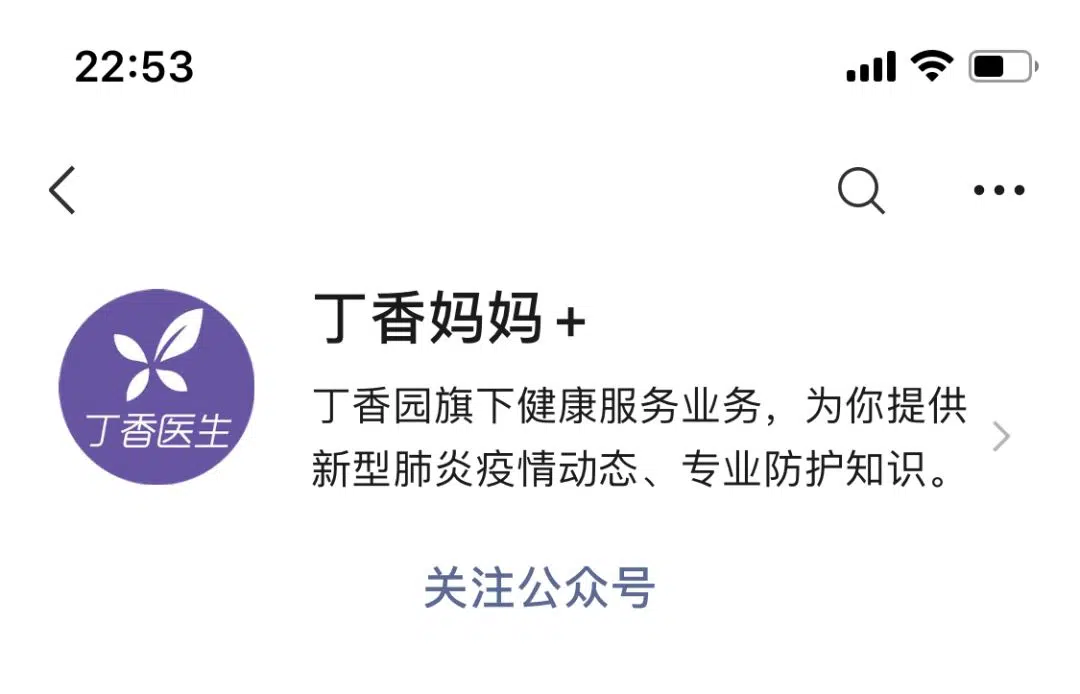 22:53
丁香医生
丁香妈妈+
丁香园旗下健康服务业务，为你提供
新型肺炎疫情动态、专业防护知识。
关注公众号